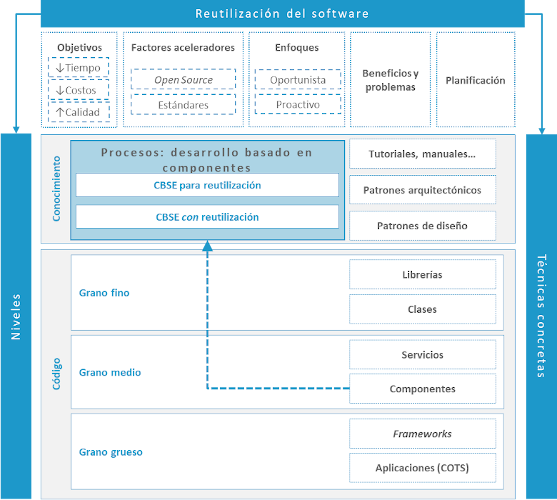 Reutilización del software
Objetivos
↓Tiempo
↓Costos
↑Calidad
Factores aceleradores
Open Source
Estándares
Enfoques
Oportunista
Proactivo
Beneficios y
problemas
Planificación
Niveles
Técnicas concretas
Conocimiento
Procesos: desarrollo basado en
componentes
CBSE para reutilización
CBSE con reutilización
Tutoriales, manuales...
Patrones arquitectónicos
Patrones de diseño
Código
Grano fino
Librerías
Clases
Grano medio
Servicios
Componentes
Grano grueso
Frameworks
Aplicaciones (COTS)